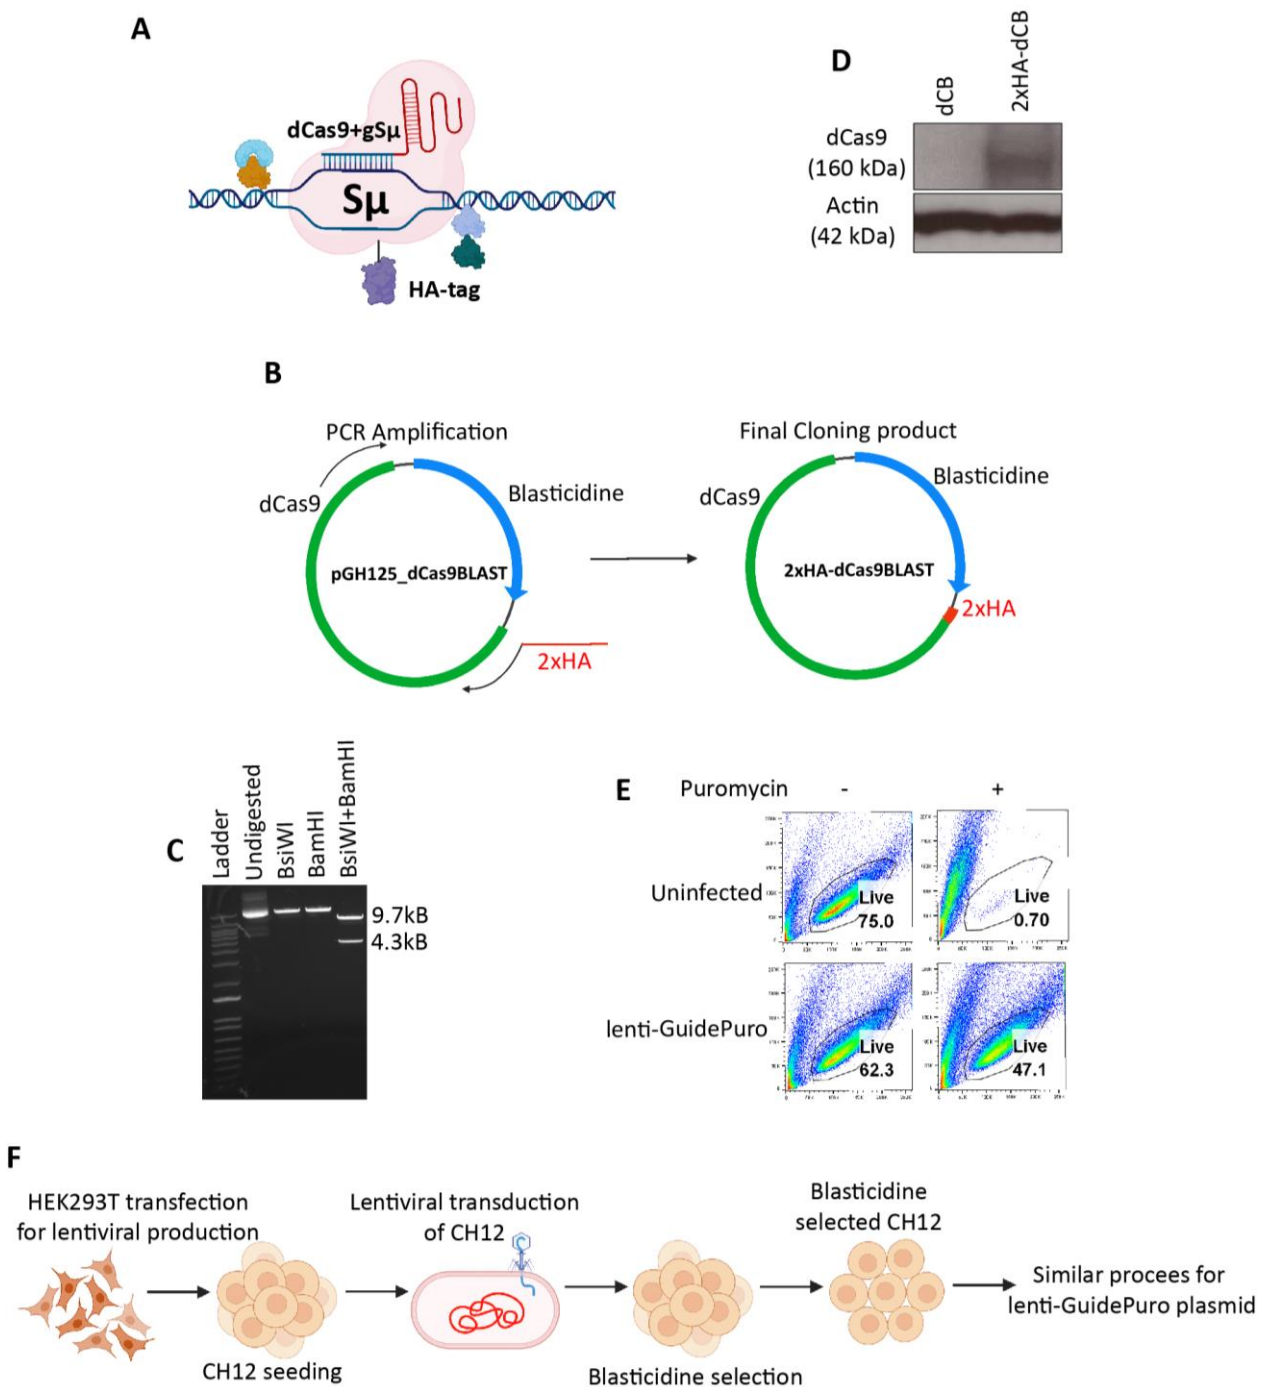 A
dCas9+gSµ
Sµ
HA-tag
D
dCB
2xHA-dCB
dCas9
(160 kDa)
Actin
(42 kDa)
B
PCR Amplification
dCas9
Blasticidine
pGH125_dCas9BLAST
2xHA
Final Cloning product
dCas9
Blasticidine
2xHA-dCas9BLAST
2xHA
C
Ladder
Undigested
BsiWI
BamHI
BsiWI+BamHI
9.7kB
4.3kB
E
Puromycin - +
Uninfected
Live
75.0
Live
0.70
lenti-GuidePuro
Live
62.3
Live
47.1
F
HEK293T transfection
for lentiviral production
CH12 seeding
Lentiviral transduction
of CH12
Blasticidine selection
Blasticidine
selected CH12
Similar procees for
lenti-GuidePuro plasmid